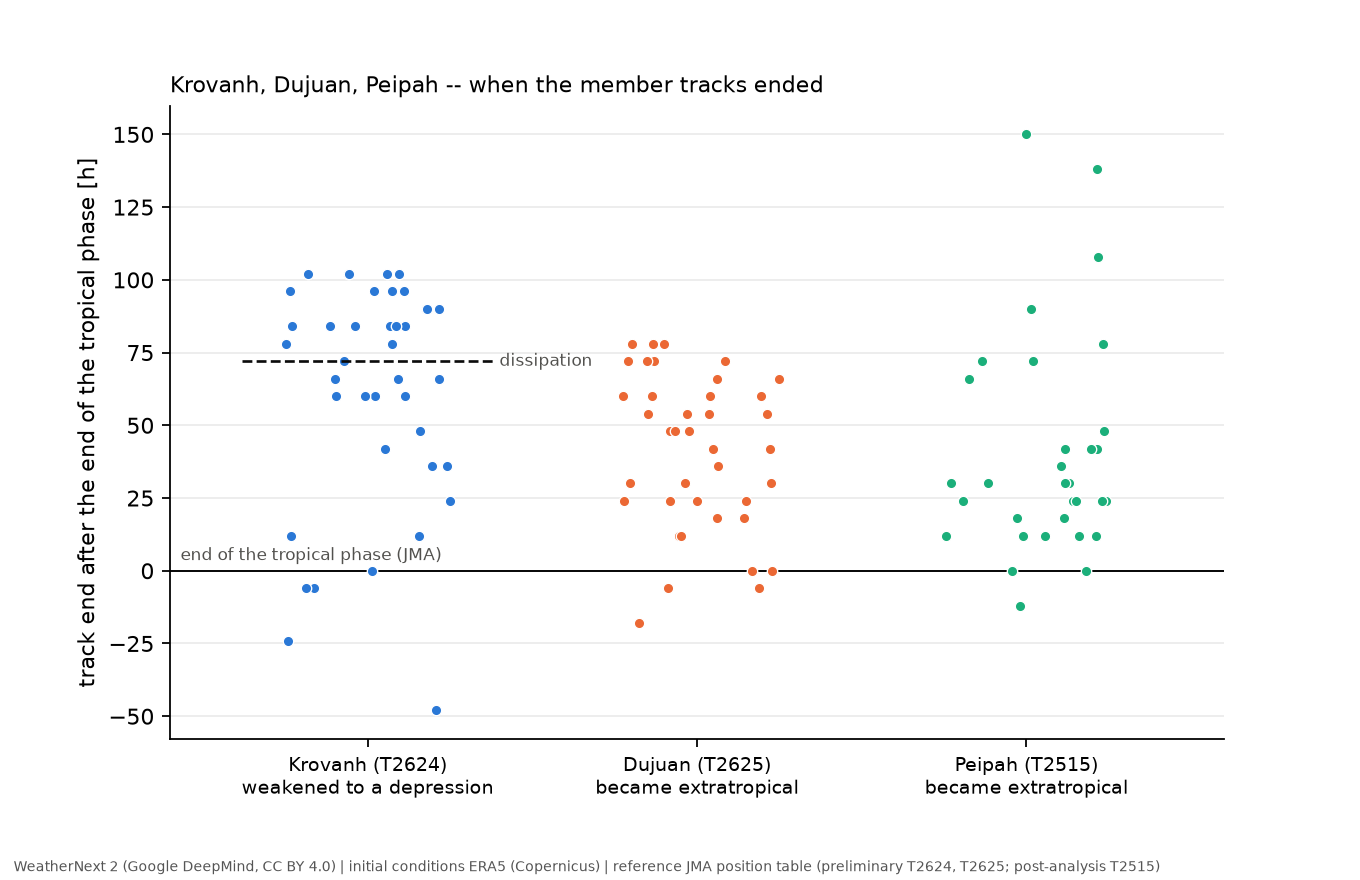 Krovanh, Dujuan, Peipah -- when the member tracks ended
track end after the end of the tropical phase [h]
150
125
100
75
50
25
0
−25
−50
dissipation
end of the tropical phase (JMA)
Krovanh (T2624)
weakened to a depression
Dujuan (T2625)
became extratropical
Peipah (T2515)
became extratropical
WeatherNext 2 (Google DeepMind, CC BY 4.0) | initial conditions ERA5 (Copernicus) | reference JMA position table (preliminary T2624, T2625; post-analysis T2515)